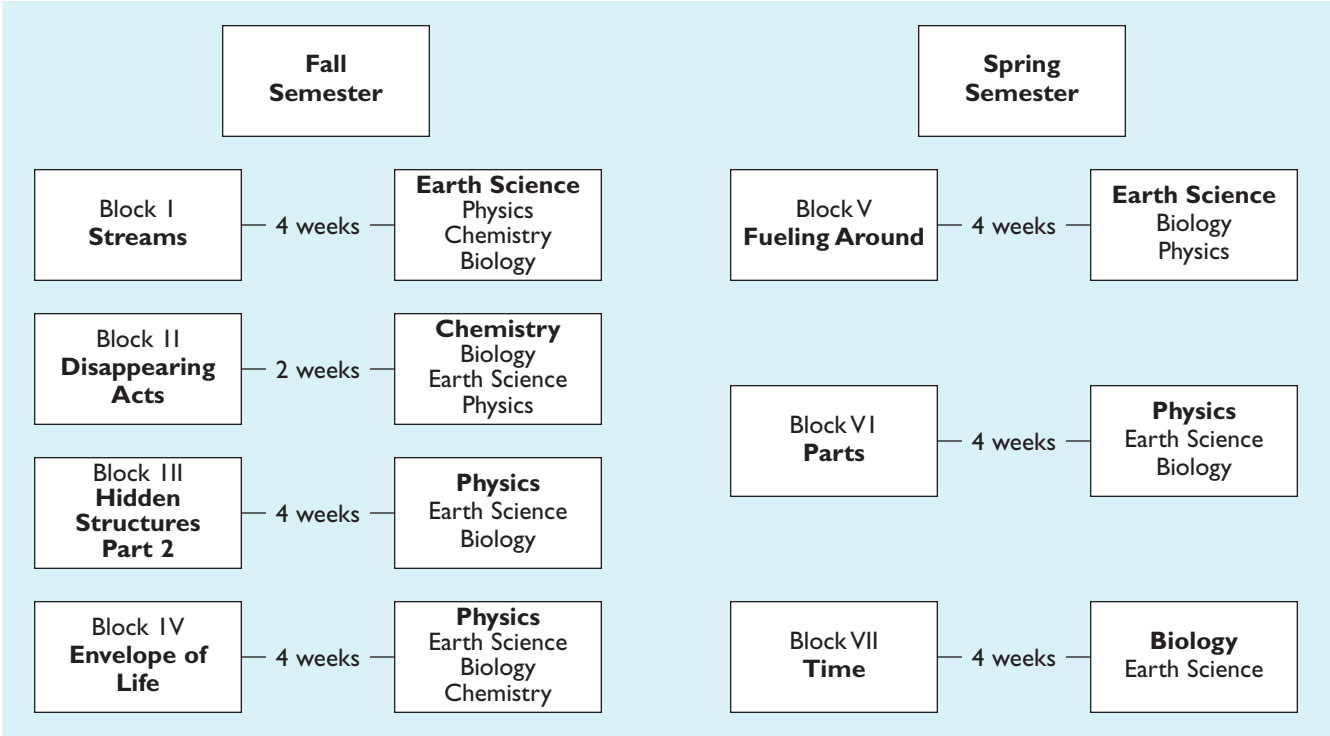 Fall
Semester
Block I
Streams
4 weeks
Earth Science
Physics
Chemistry
Biology
Block II
Disappearing
Acts
2 weeks
Chemistry
Biology
Earth Science
Physics
Block III
Hidden
Structures
Part 2
4 weeks
Physics
Earth Science
Biology
Block IV
Envelope of
Life
4 weeks
Physics
Earth Science
Biology
Chemistry
Spring
Semester
Block V
Fueling Around
4 weeks
Earth Science
Biology
Physics
Block VI
Parts
4 weeks
Physics
Earth Science
Biology
Block VII
Time
4 weeks
Biology
Earth Science